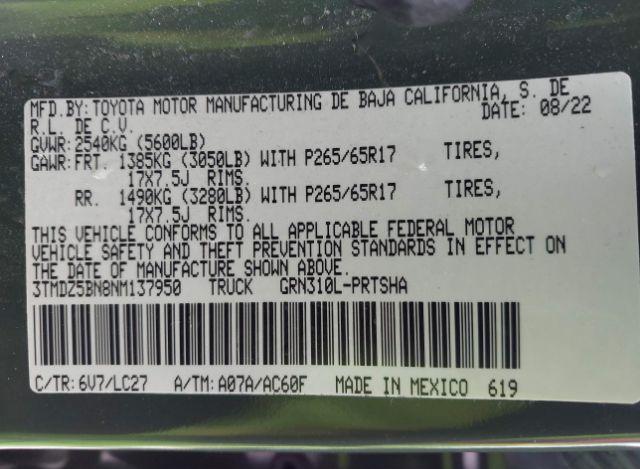 MFD.BY: TOYOTA MOTOR MANUFACTURING DE BAJA CALIFORNIA, S. DE
R.L. DE C.V. DATE: 08/22
GVWR: 2540KG (5600LB)
GAWR: FRT. 1385KG (3050LB) WITH P265/65R17 TIRES,
17X7.5J RIMS.
RR. 1490KG (3280LB) WITH P265/65R17 TIRES,
17X7.5J RIMS.
THIS VEHICLE CONFORMS TO ALL APPLICABLE FEDERAL MOTOR
VEHICLE SAFETY AND THEFT PREVENTION STANDARDS IN EFFECT ON
THE DATE OF MANUFACTURE SHOWN ABOVE.
3TMDZ5BN8NM137950 TRUCK GRN310L-PRTSHA
C/TR: 6V7/LC27 A/TM: A07A/AC60F MADE IN MEXICO 619